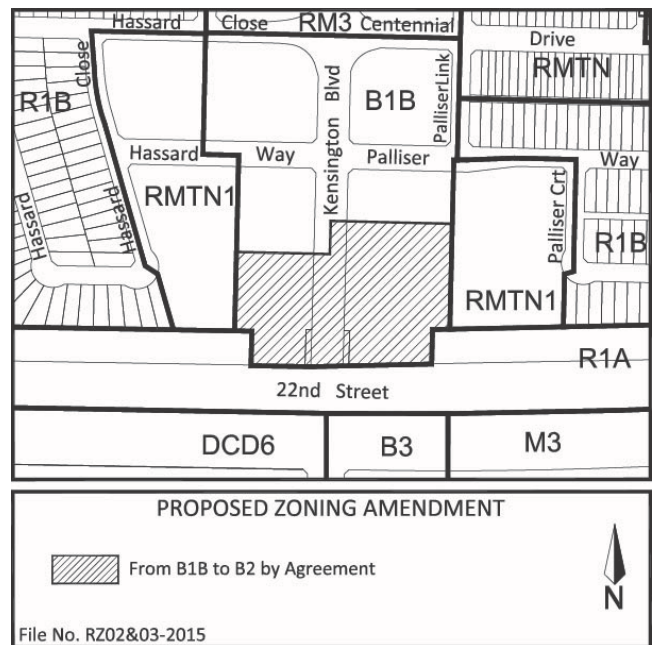 Hassard Close RM3 Centennial
Drive
RMTN
Close
R1B
Blvd
B1B
PalliserLink
Hassard Way Kensington Palliser Way
RMTN1
Hassard
Hassard
Palliser Crt
R1B
RMTN1
R1A
22nd Street
DCD6 B3 M3
PROPOSED ZONING AMENDMENT
From B1B to B2 by Agreement
N
File No. RZ02&03-2015